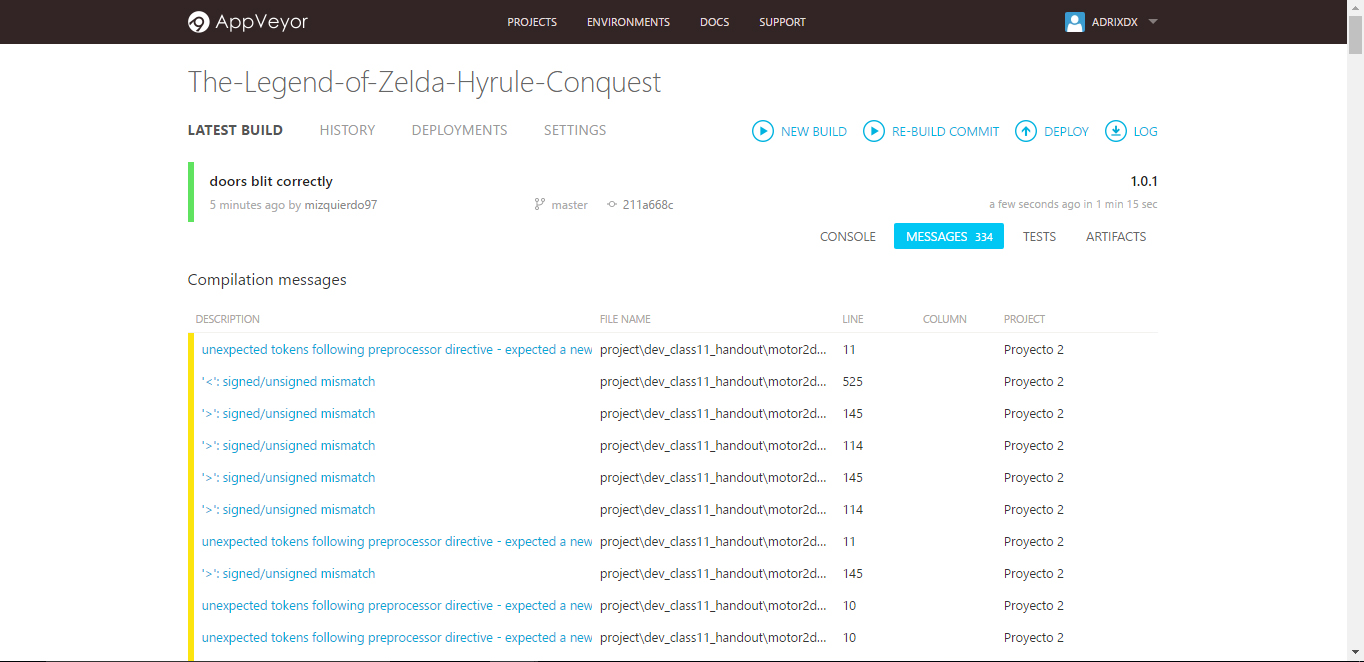 AppVeyor PROJECTS ENVIRONMENTS DOCS SUPPORT ADRIXDX
The-Legend-of-Zelda-Hyrule-Conquest
LATEST BUILD HISTORY DEPLOYMENTS SETTINGS NEW BUILD RE-BUILD COMMIT DEPLOY LOG
doors blit correctly 1.0.1
5 minutes ago by mizquierdo97 master 211a668c a few seconds ago in 1 min 15 sec
CONSOLE MESSAGES 334 TESTS ARTIFACTS
Compilation messages
DESCRIPTION FILE NAME LINE COLUMN PROJECT
unexpected tokens following preprocessor directive - expected a new project\dev_class11_handout\motor2d... 11 Proyecto 2
'<': signed/unsigned mismatch project\dev_class11_handout\motor2d... 525 Proyecto 2
'>': signed/unsigned mismatch project\dev_class11_handout\motor2d... 145 Proyecto 2
'>': signed/unsigned mismatch project\dev_class11_handout\motor2d... 114 Proyecto 2
'>': signed/unsigned mismatch project\dev_class11_handout\motor2d... 145 Proyecto 2
'>': signed/unsigned mismatch project\dev_class11_handout\motor2d... 114 Proyecto 2
unexpected tokens following preprocessor directive - expected a new project\dev_class11_handout\motor2d... 11 Proyecto 2
'>': signed/unsigned mismatch project\dev_class11_handout\motor2d... 145 Proyecto 2
unexpected tokens following preprocessor directive - expected a new project\dev_class11_handout\motor2d... 10 Proyecto 2
unexpected tokens following preprocessor directive - expected a new project\dev_class11_handout\motor2d... 10 Proyecto 2